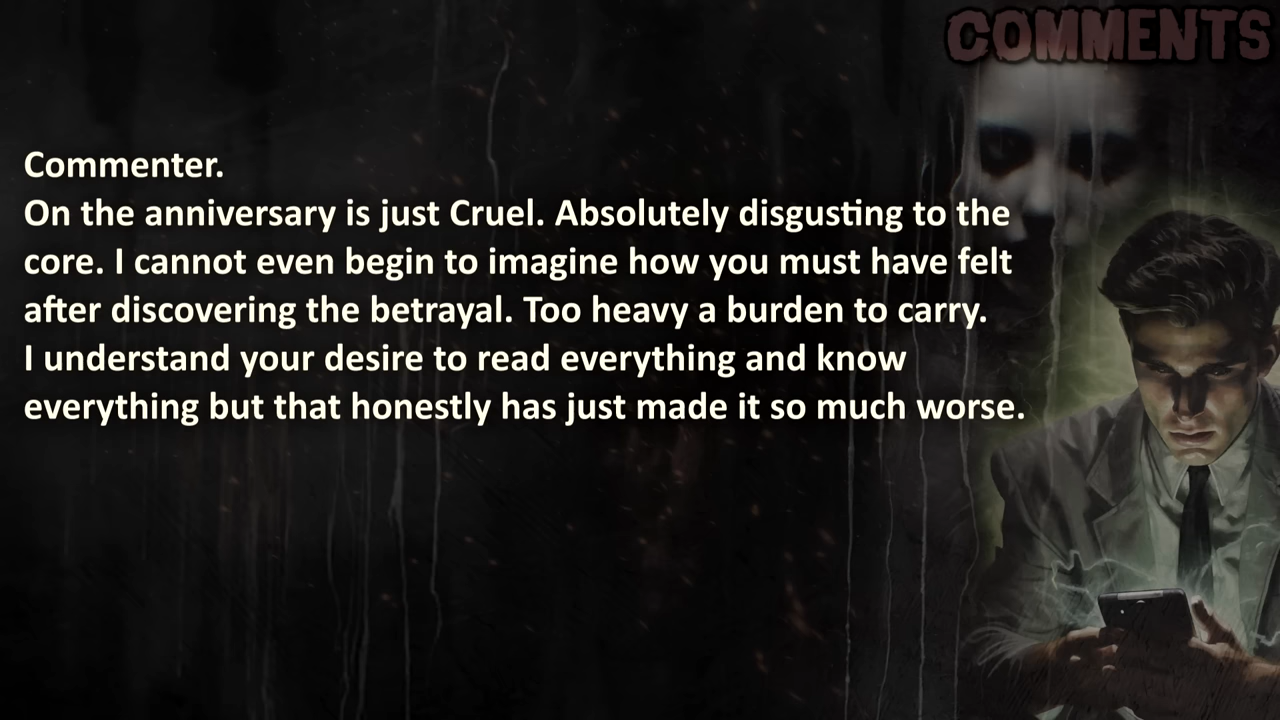 COMMENTS
Commenter.
On the anniversary is just Cruel. Absolutely disgusting to the
core. I cannot even begin to imagine how you must have felt
after discovering the betrayal. Too heavy a burden to carry.
I understand your desire to read everything and know
everything but that honestly has just made it so much worse.